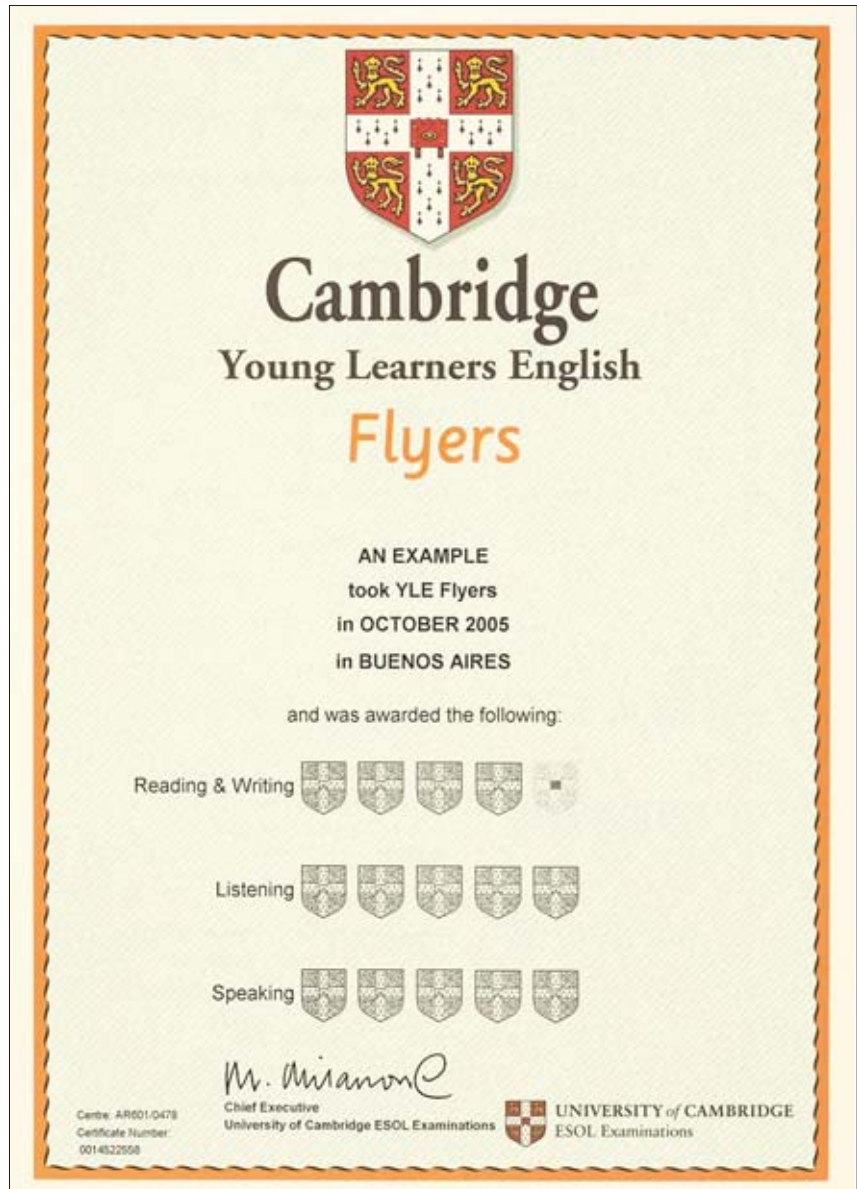 Cambridge
Young Learners English
Flyers
AN EXAMPLE
took YLE Flyers
in OCTOBER 2005
in BUENOS AIRES
and was awarded the following:
Reading & Writing
Listening
Speaking
Chief Executive
University of Cambridge ESOL Examinations
Centre: AR601/0478
Certificate Number:
0014522558
UNIVERSITY of CAMBRIDGE
ESOL Examinations